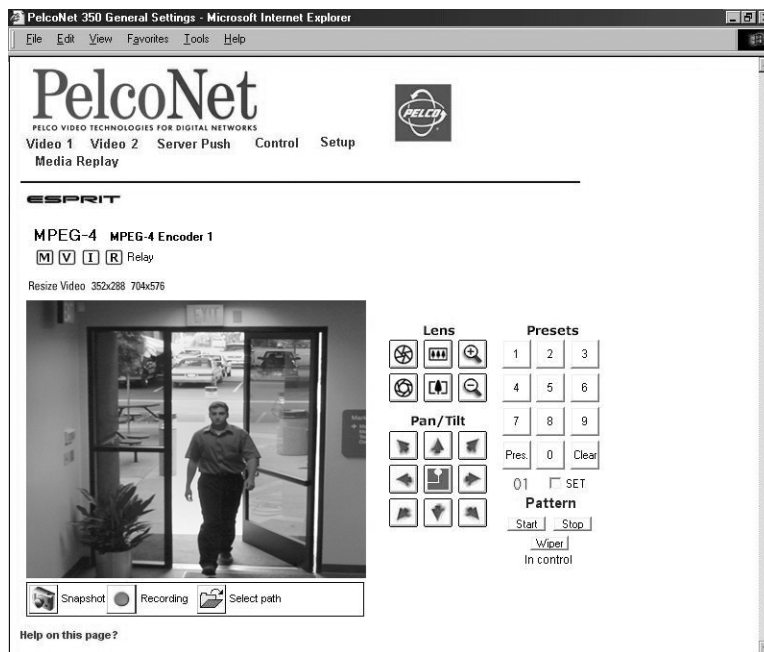 PelcoNet 350 General Settings - Microsoft Internet Explorer
File Edit View Favorites Tools Help
PelcoNet
PELCO VIDEO TECHNOLOGIES FOR DIGITAL NETWORKS
PELCO
Video 1 Video 2 Server Push Control Setup
Media Replay
ESPRIT
MPEG-4 MPEG-4 Encoder 1
M V I R Relay
Resize Video 352x288 704x576
EXIT
Lens Presets
1 2 3
4 5 6
Pan/Tilt
7 8 9
Pres. 0 Clear
01 SET
Pattern
Start Stop
Wiper
In control
Snapshot Recording Select path
Help on this page?